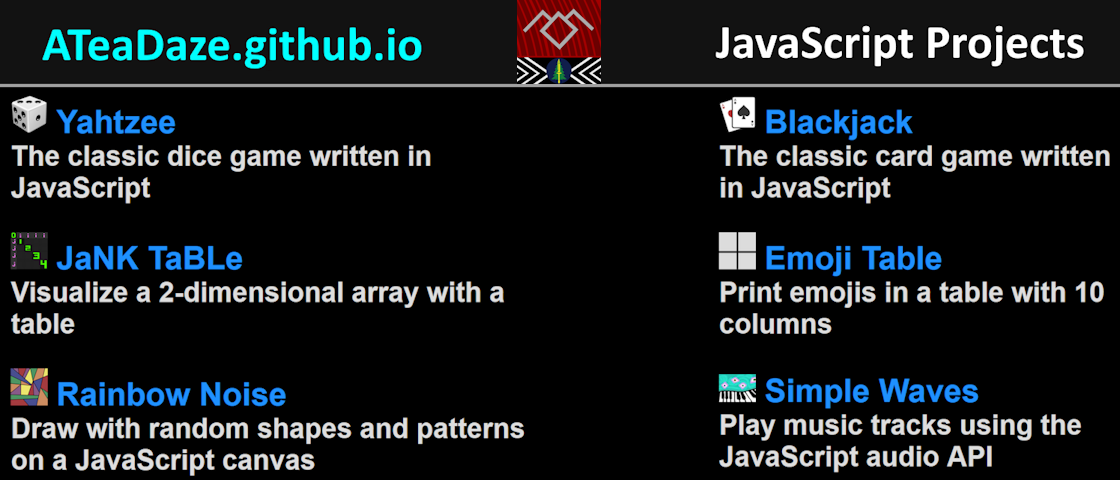 ATeaDaze.github.io
JavaScript Projects
Yahtzee
The classic dice game written in
JavaScript
Blackjack
The classic card game written
in JavaScript
JaNK TaBLe
Visualize a 2-dimensional array with a
table
Emoji Table
Print emojis in a table with 10
columns
Rainbow Noise
Draw with random shapes and patterns
on a JavaScript canvas
Simple Waves
Play music tracks using the
JavaScript audio API